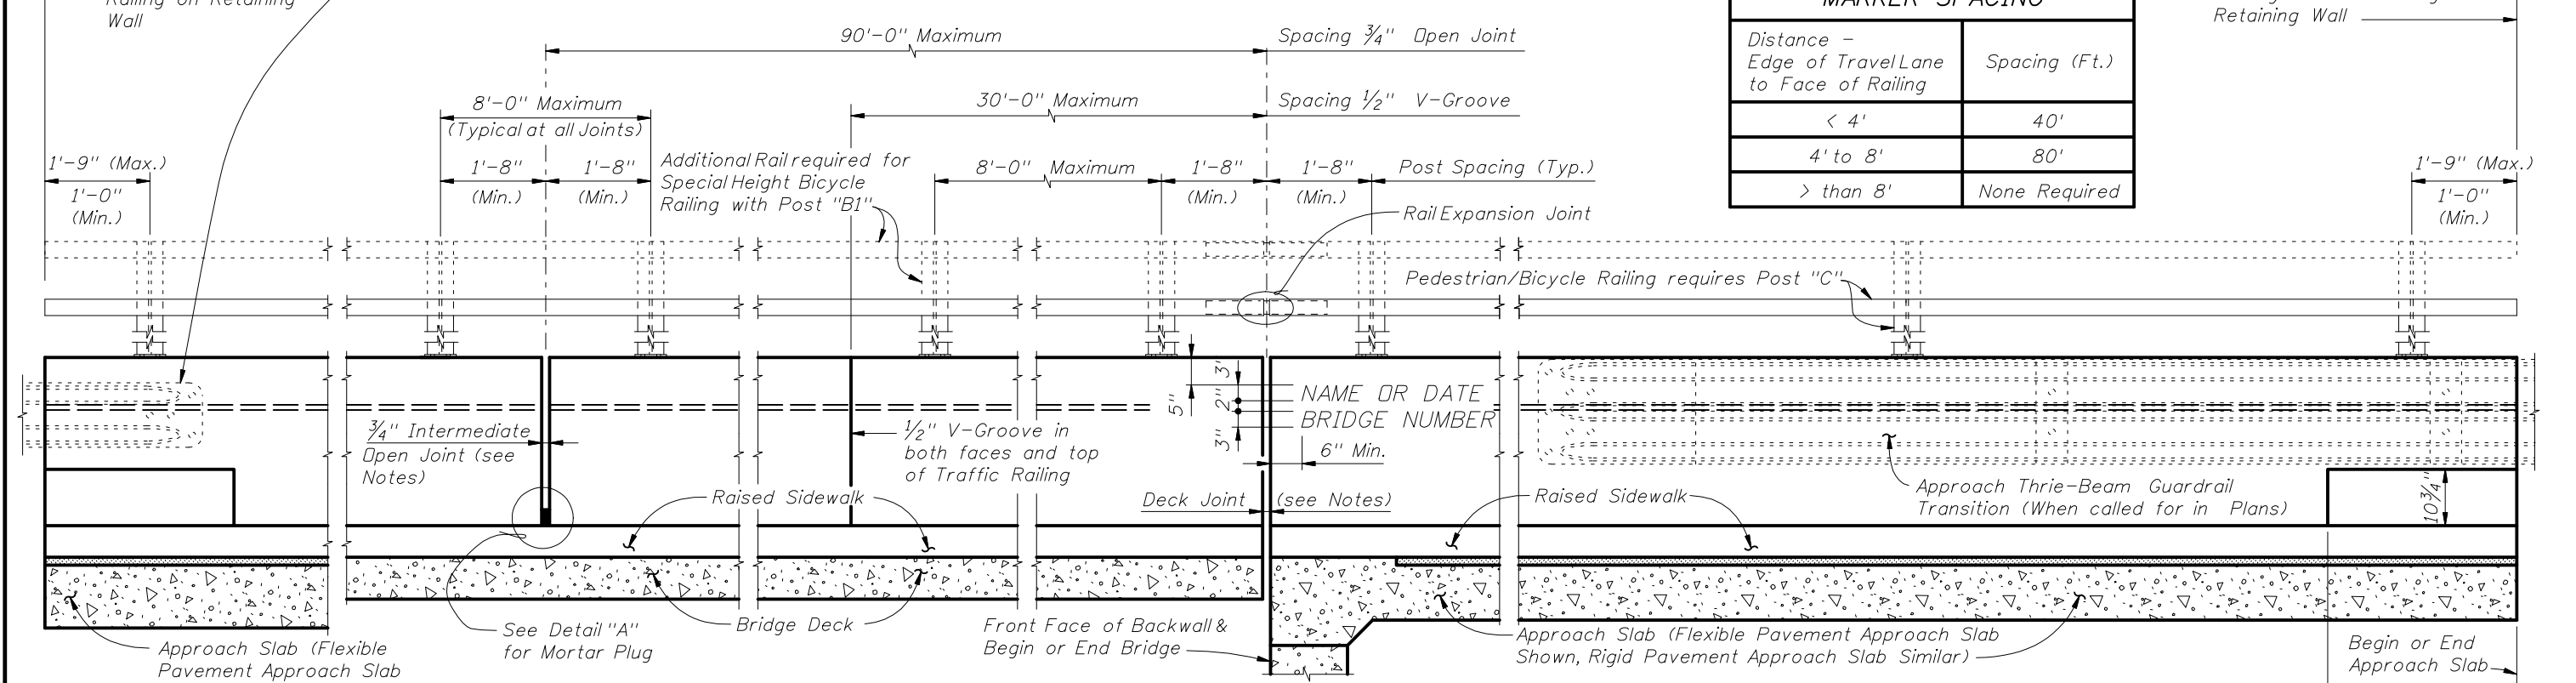 Railing on Retaining
Wall
MARKER SPACING
Distance -
Edge of Travel Lane
to Face of Railing
Spacing (Ft.)
< 4' 40'
4' to 8' 80'
> than 8' None Required
Retaining Wall
90'-0" Maximum
Spacing ¾" Open Joint
8'-0" Maximum
(Typical at all Joints)
30'-0" Maximum
Spacing ½" V-Groove
1'-9" (Max.)
1'-0"
(Min.)
1'-8"
(Min.)
1'-8"
(Min.)
Additional Rail required for
Special Height Bicycle
Railing with Post "B1"
8'-0" Maximum
1'-8"
(Min.)
1'-8"
(Min.)
Post Spacing (Typ.)
1'-9" (Max.)
1'-0"
(Min.)
Rail Expansion Joint
Pedestrian/Bicycle Railing requires Post "C"
5"
3"
2"
3"
NAME OR DATE
BRIDGE NUMBER
6" Min.
¾" Intermediate
Open Joint (see
Notes)
½" V-Groove in
both faces and top
of Traffic Railing
Raised Sidewalk
Deck Joint (see Notes)
Raised Sidewalk
Approach Thrie-Beam Guardrail
Transition (When called for in Plans)
10¾"
Approach Slab (Flexible
Pavement Approach Slab
See Detail "A"
for Mortar Plug
Bridge Deck
Front Face of Backwall &
Begin or End Bridge
Approach Slab (Flexible Pavement Approach Slab
Shown, Rigid Pavement Approach Slab Similar)
Begin or End
Approach Slab